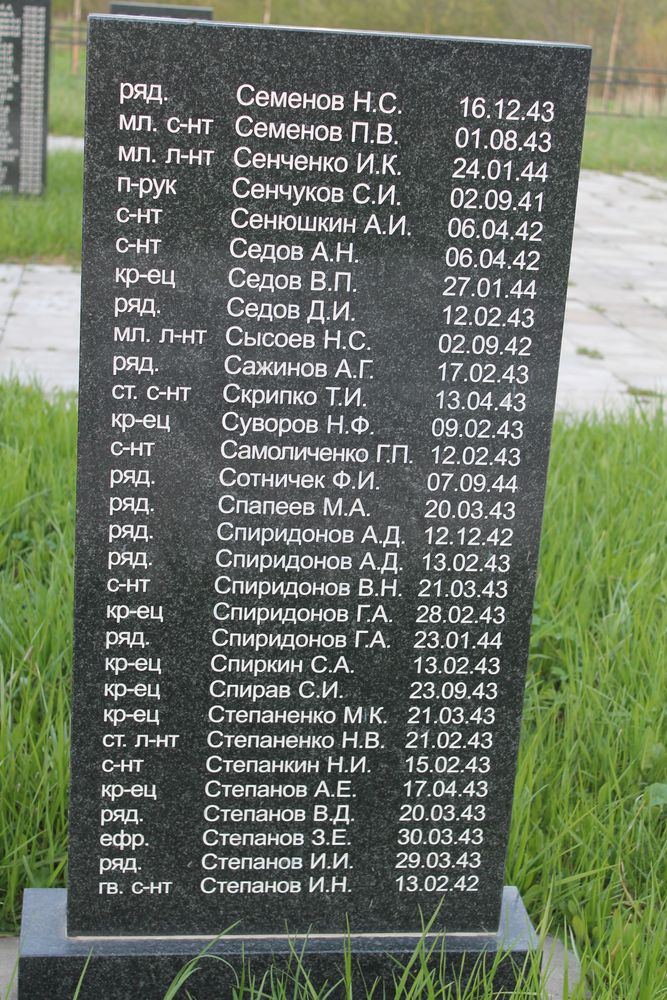 ряд. Семенов Н.С. 16.12.43
мл. с-нт Семенов П.В. 01.08.43
мл. л-нт Сенченко И.К. 24.01.44
п-рук Сенчуков С.И. 02.09.41
с-нт Сенюшкин А.И. 06.04.42
с-нт Седов А.Н. 06.04.42
кр-ец Седов В.П. 27.01.44
ряд. Седов Д.И. 12.02.43
мл. л-нт Сысоев Н.С. 02.09.42
ряд. Сажинов А.Г. 17.02.43
ст. с-нт Скрипко Т.И. 13.04.43
кр-ец Суворов Н.Ф. 09.02.43
с-нт Самоличенко Г.П. 12.02.43
ряд. Сотничек Ф.И. 07.09.44
ряд. Спапеев М.А. 20.03.43
ряд. Спиридонов А.Д. 12.12.42
ряд. Спиридонов А.Д. 13.02.43
с-нт Спиридонов В.Н. 21.03.43
кр-ец Спиридонов Г.А. 28.02.43
ряд. Спиридонов Г.А. 23.01.44
кр-ец Спиркин С.А. 13.02.43
кр-ец Спирав С.И. 23.09.43
кр-ец Степаненко М.К. 21.03.43
ст. л-нт Степаненко Н.В. 21.02.43
с-нт Степанкин Н.И. 15.02.43
кр-ец Степанов А.Е. 17.04.43
ряд. Степанов В.Д. 20.03.43
ефр. Степанов З.Е. 30.03.43
ряд. Степанов И.И. 29.03.43
гв. с-нт Степанов И.Н. 13.02.42